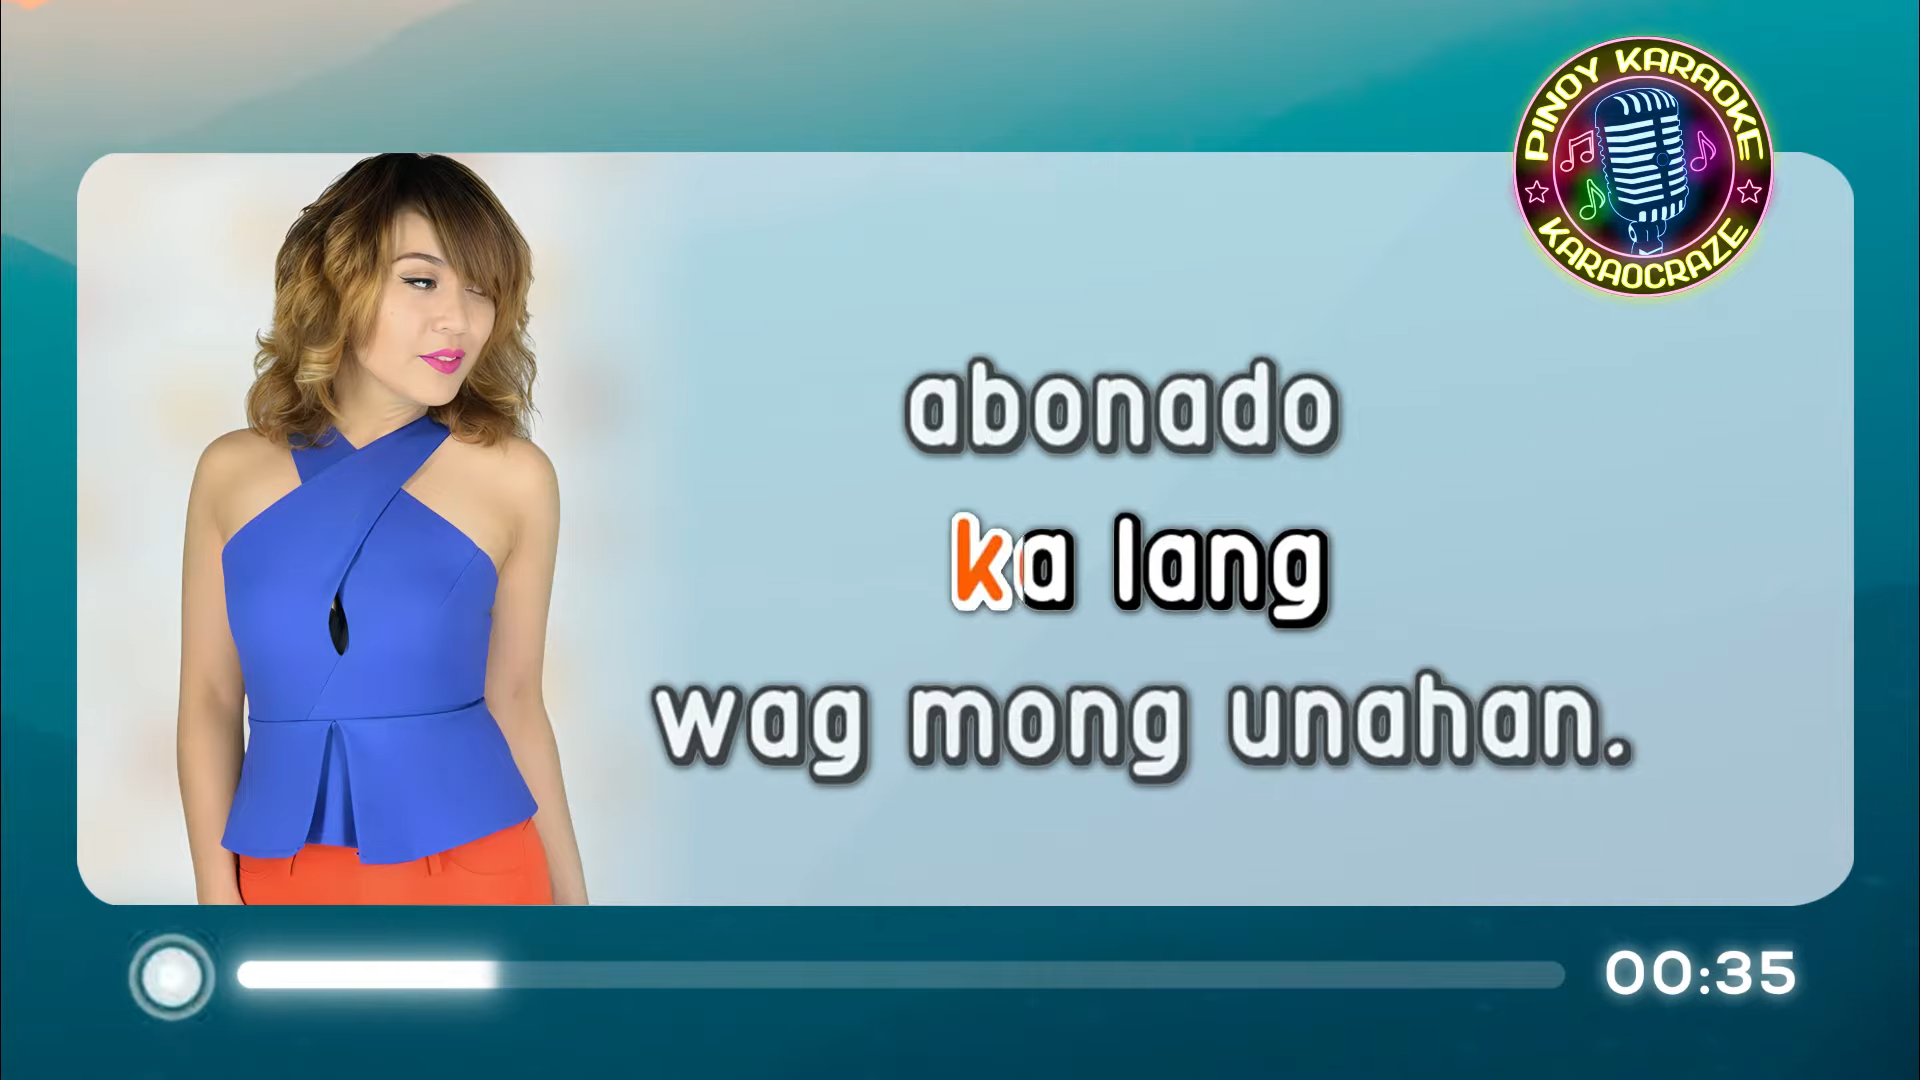 PINOY KARAOKE
KARAOCRAZE
abonado
ka lang
wag mong unahan.
00:35